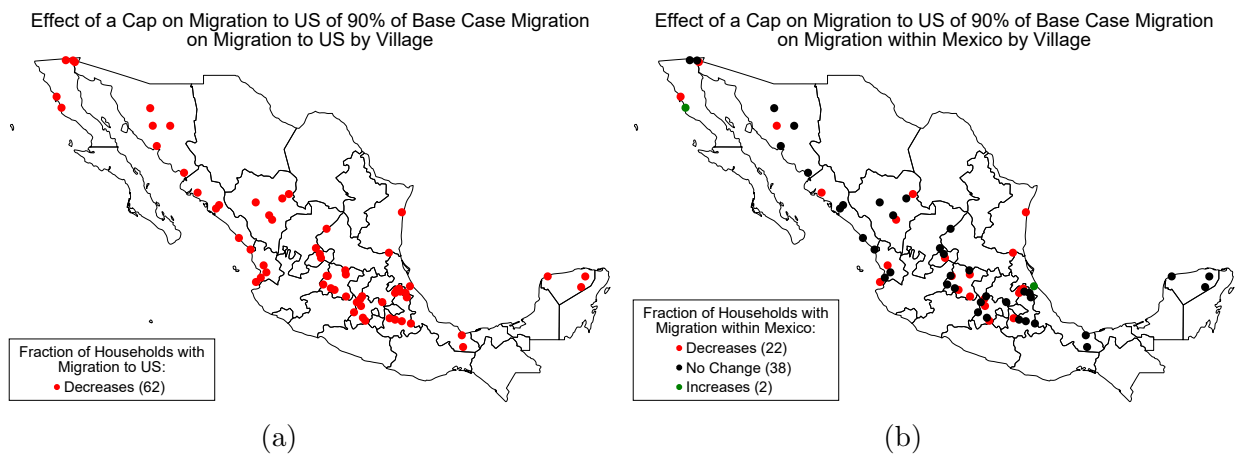 Effect of a Cap on Migration to US of 90% of Base Case Migration
on Migration to US by Village
Fraction of Households with
Migration to US:
Decreases (62)
(a)
Effect of a Cap on Migration to US of 90% of Base Case Migration
on Migration within Mexico by Village
Fraction of Households with
Migration within Mexico:
Decreases (22)
No Change (38)
Increases (2)
(b)